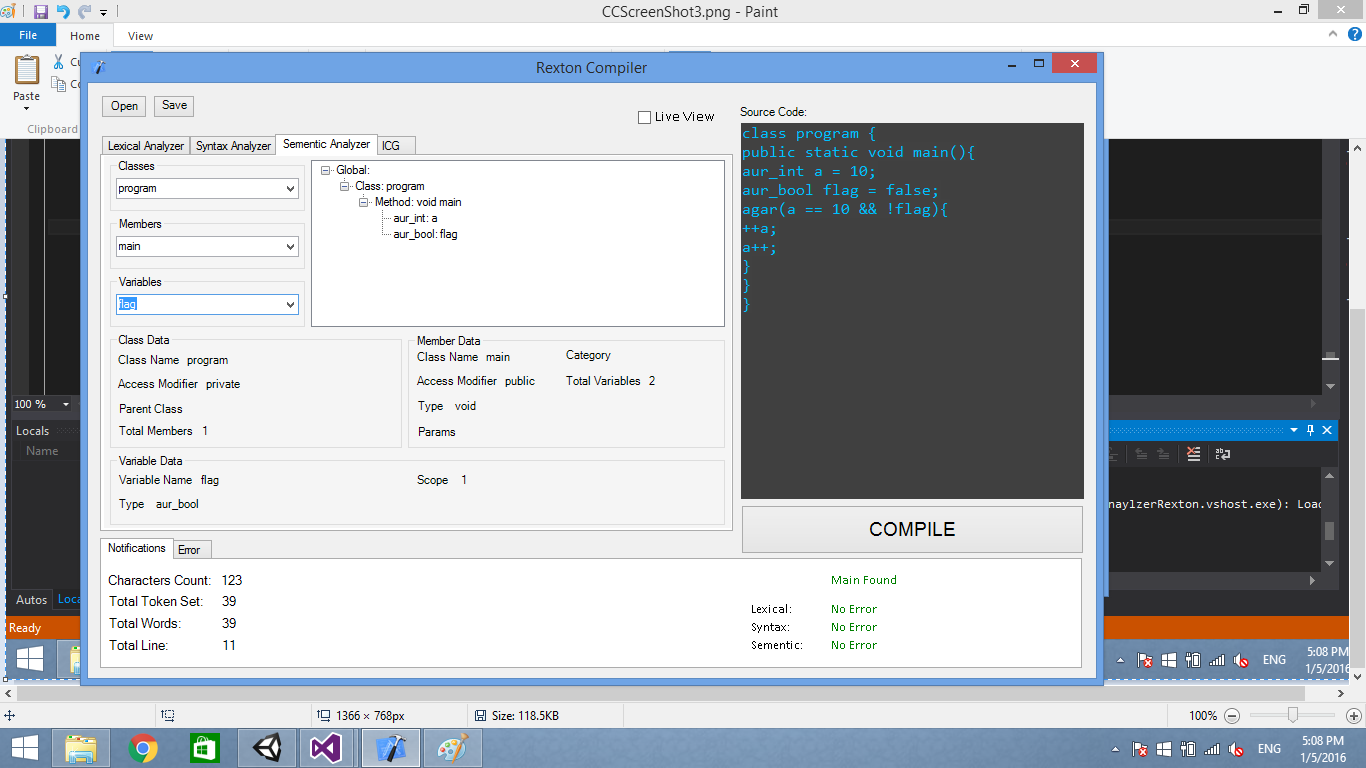 CCScreenShot3.png - Paint
File
Home
View
Paste
Clipboard
Rexton Compiler
Open
Save
Live View
Lexical Analyzer
Syntax Analyzer
Sementic Analyzer
ICG
Classes
program
Members
main
Variables
flag
Global:
Class: program
Method: void main
aur_int: a
aur_bool: flag
Class Data
Class Name program
Access Modifier private
Parent Class
Total Members 1
Member Data
Class Name main
Category
Access Modifier public
Total Variables 2
Type void
Params
Variable Data
Variable Name flag
Scope 1
Type aur_bool
Source Code:
class program {
public static void main(){
aur_int a = 10;
aur_bool flag = false;
agar(a == 10 && !flag){
++a;
a++;
}
}
}
COMPILE
Notifications
Error
Characters Count: 123
Total Token Set: 39
Total Words: 39
Total Line: 11
Main Found
Lexical: No Error
Syntax: No Error
Sementic: No Error
100 %
Locals
Name
Autos
Ready
naylzerRexton.vshost.exe): Load
ENG
5:08 PM
1/5/2016
1366 × 768px
Size: 118.5KB
100%
ENG
5:08 PM
1/5/2016